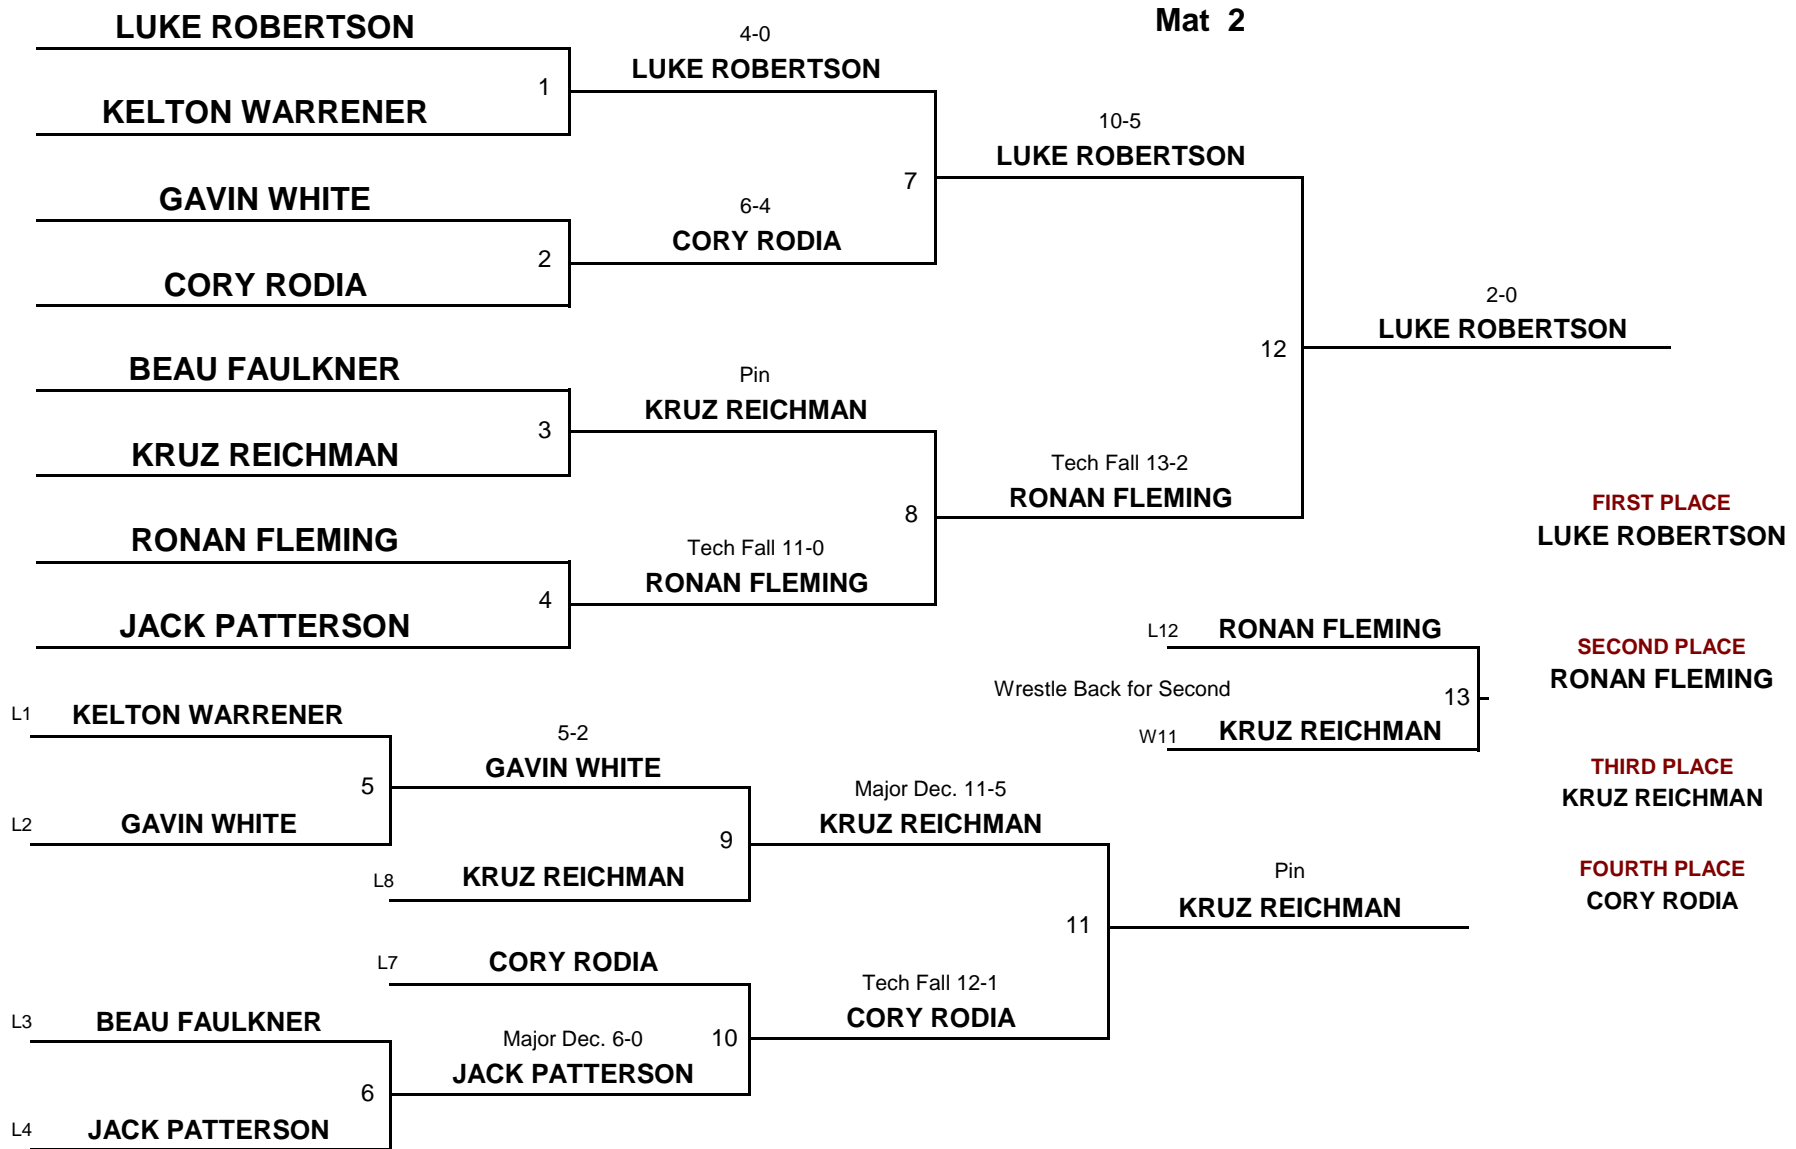 Mat 2
LUKE ROBERTSON
1
KELTON WARRENER
4-0
LUKE ROBERTSON
GAVIN WHITE
2
CORY RODIA
6-4
CORY RODIA
7
10-5
LUKE ROBERTSON
BEAU FAULKNER
3
KRUZ REICHMAN
Pin
KRUZ REICHMAN
RONAN FLEMING
4
JACK PATTERSON
Tech Fall 11-0
RONAN FLEMING
8
Tech Fall 13-2
RONAN FLEMING
12
2-0
LUKE ROBERTSON
FIRST PLACE
LUKE ROBERTSON
L12 RONAN FLEMING
Wrestle Back for Second
13
W11 KRUZ REICHMAN
SECOND PLACE
RONAN FLEMING
THIRD PLACE
KRUZ REICHMAN
FOURTH PLACE
CORY RODIA
L1 KELTON WARRENER
5
L2 GAVIN WHITE
5-2
GAVIN WHITE
9
L8 KRUZ REICHMAN
Major Dec. 11-5
KRUZ REICHMAN
L7 CORY RODIA
10
L3 BEAU FAULKNER
6
L4 JACK PATTERSON
Major Dec. 6-0
JACK PATTERSON
Tech Fall 12-1
CORY RODIA
11
Pin
KRUZ REICHMAN